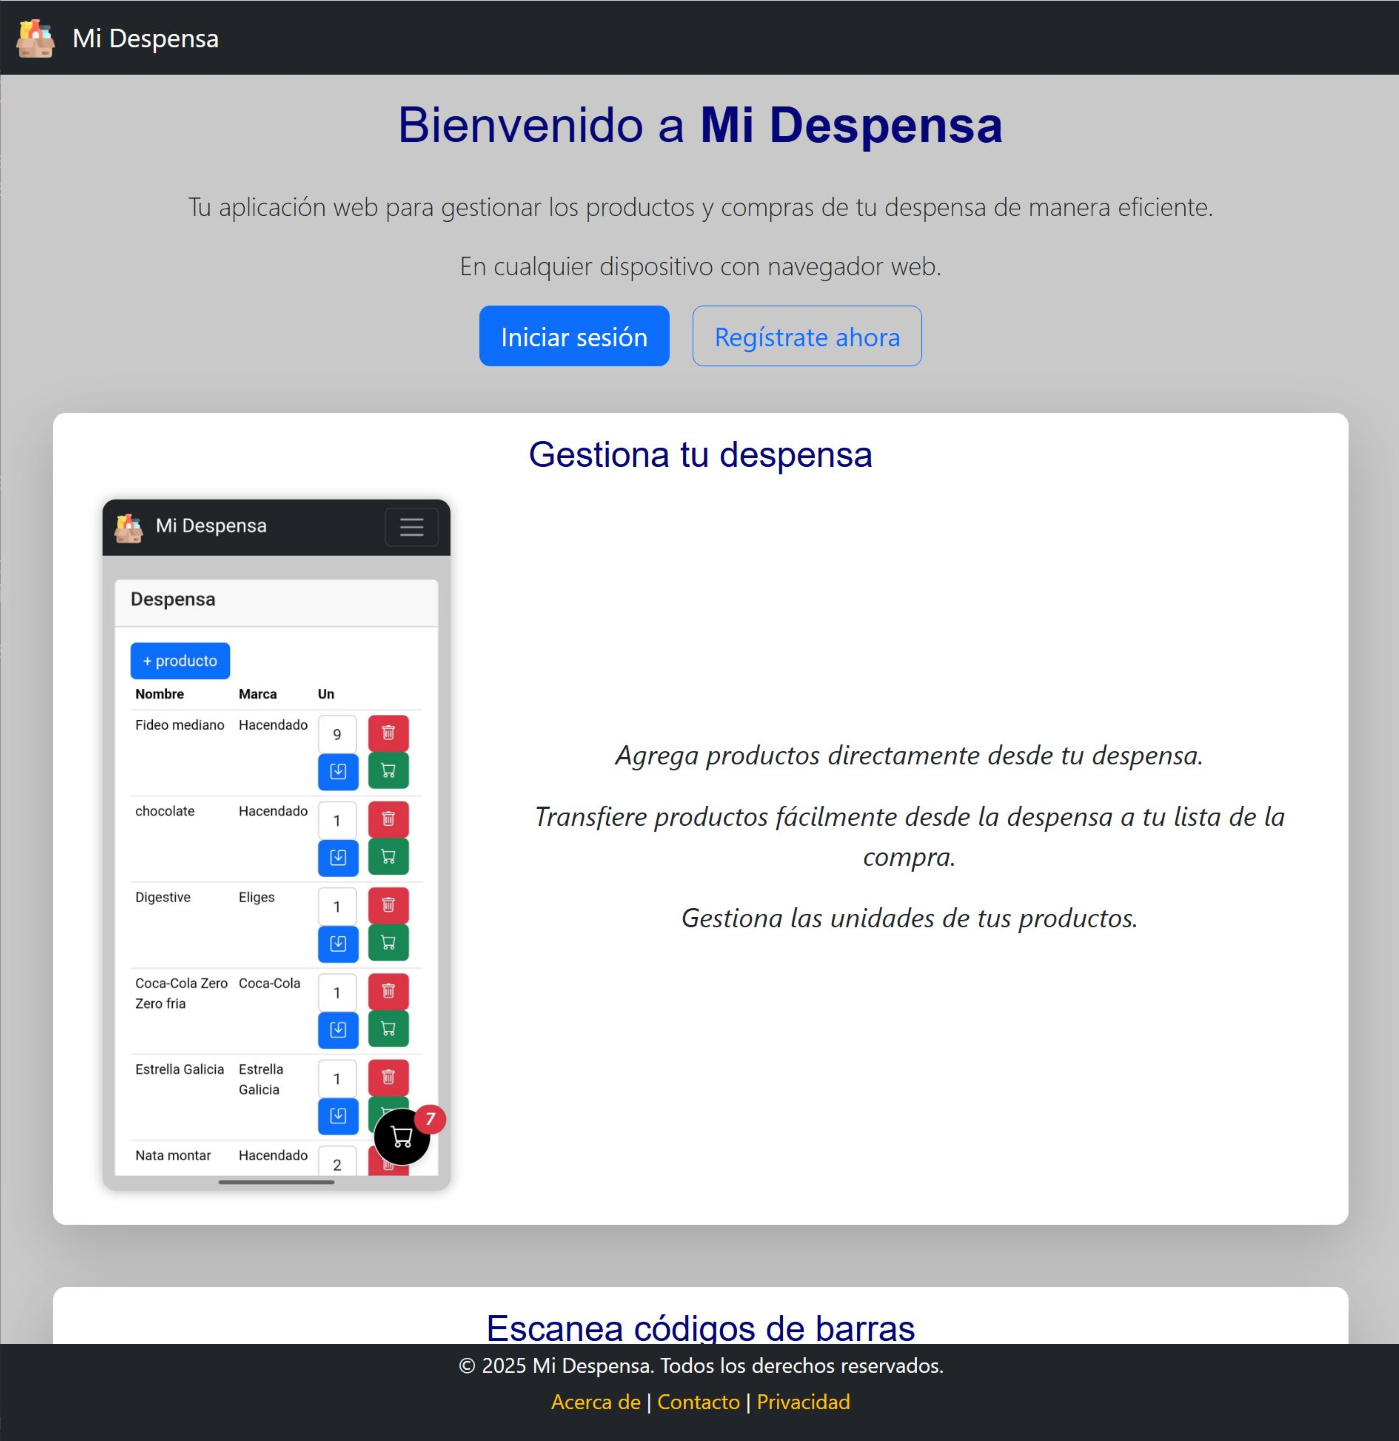 Mi Despensa
Bienvenido a Mi Despensa
Tu aplicación web para gestionar los productos y compras de tu despensa de manera eficiente.
En cualquier dispositivo con navegador web.
Iniciar sesión
Regístrate ahora
Gestiona tu despensa
Mi Despensa
Despensa
+ producto
Nombre Marca Un
Fideo mediano Hacendado 9
chocolate Hacendado 1
Digestive Eliges 1
Coca-Cola Zero Coca-Cola 1
Zero fria
Estrella Galicia Estrella 1
Galicia
7
Nata montar Hacendado 2
Agrega productos directamente desde tu despensa.
Transfiere productos fácilmente desde la despensa a tu lista de la
compra.
Gestiona las unidades de tus productos.
Escanea códigos de barras
© 2025 Mi Despensa. Todos los derechos reservados.
Acerca de | Contacto | Privacidad